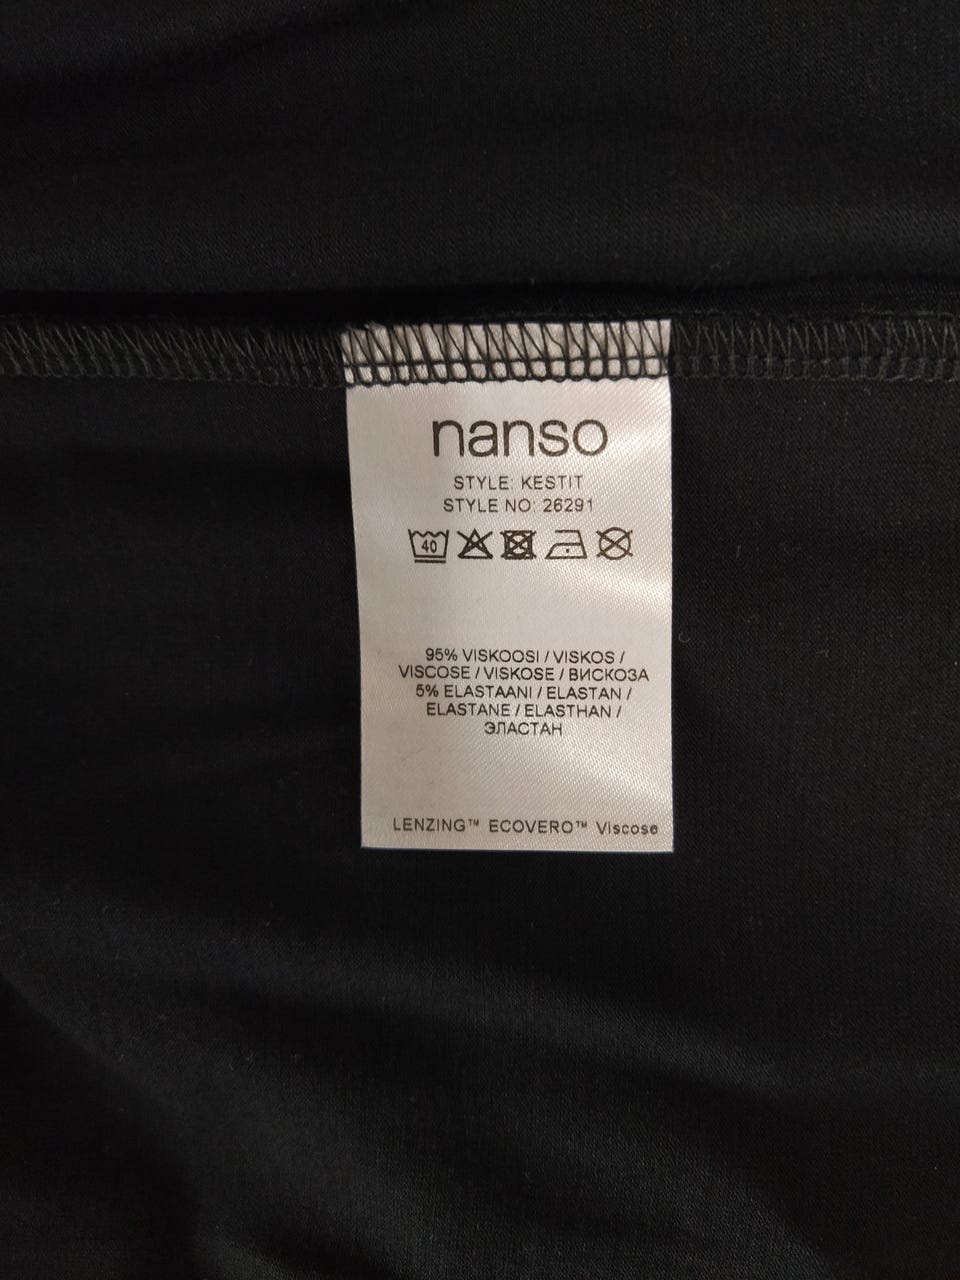 nanso
STYLE: KESTIT
STYLE NO: 26291
40
95% VISKOOSI / VISKOS /
VISCOSE / VISKOSE / ВИСКОЗА
5% ELASTAANI / ELASTAN /
ELASTANE / ELASTHAN /
ЭЛАСТАН
LENZING™ ECOVERO™ Viscose